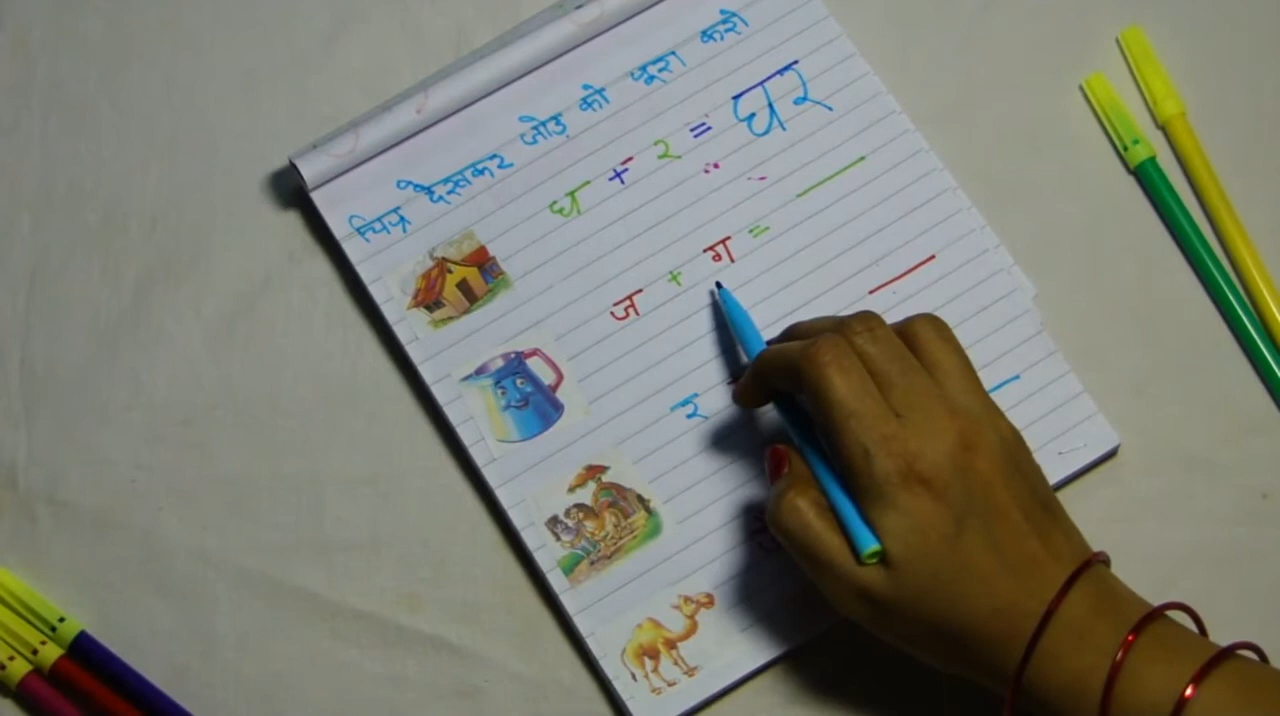 चित्र देखकर जोड़ को पूरा करो
घ + र = घर
ज + ग =
र